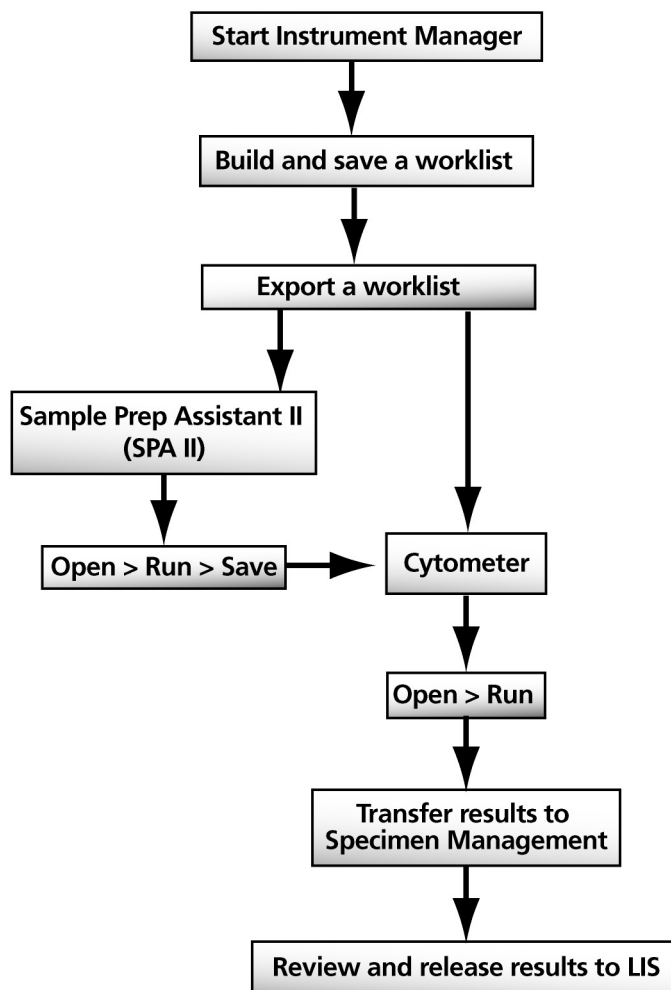 Start Instrument Manager
Build and save a worklist
Export a worklist
Sample Prep Assistant II
(SPA II)
Open > Run > Save
Cytometer
Open > Run
Transfer results to
Specimen Management
Review and release results to LIS